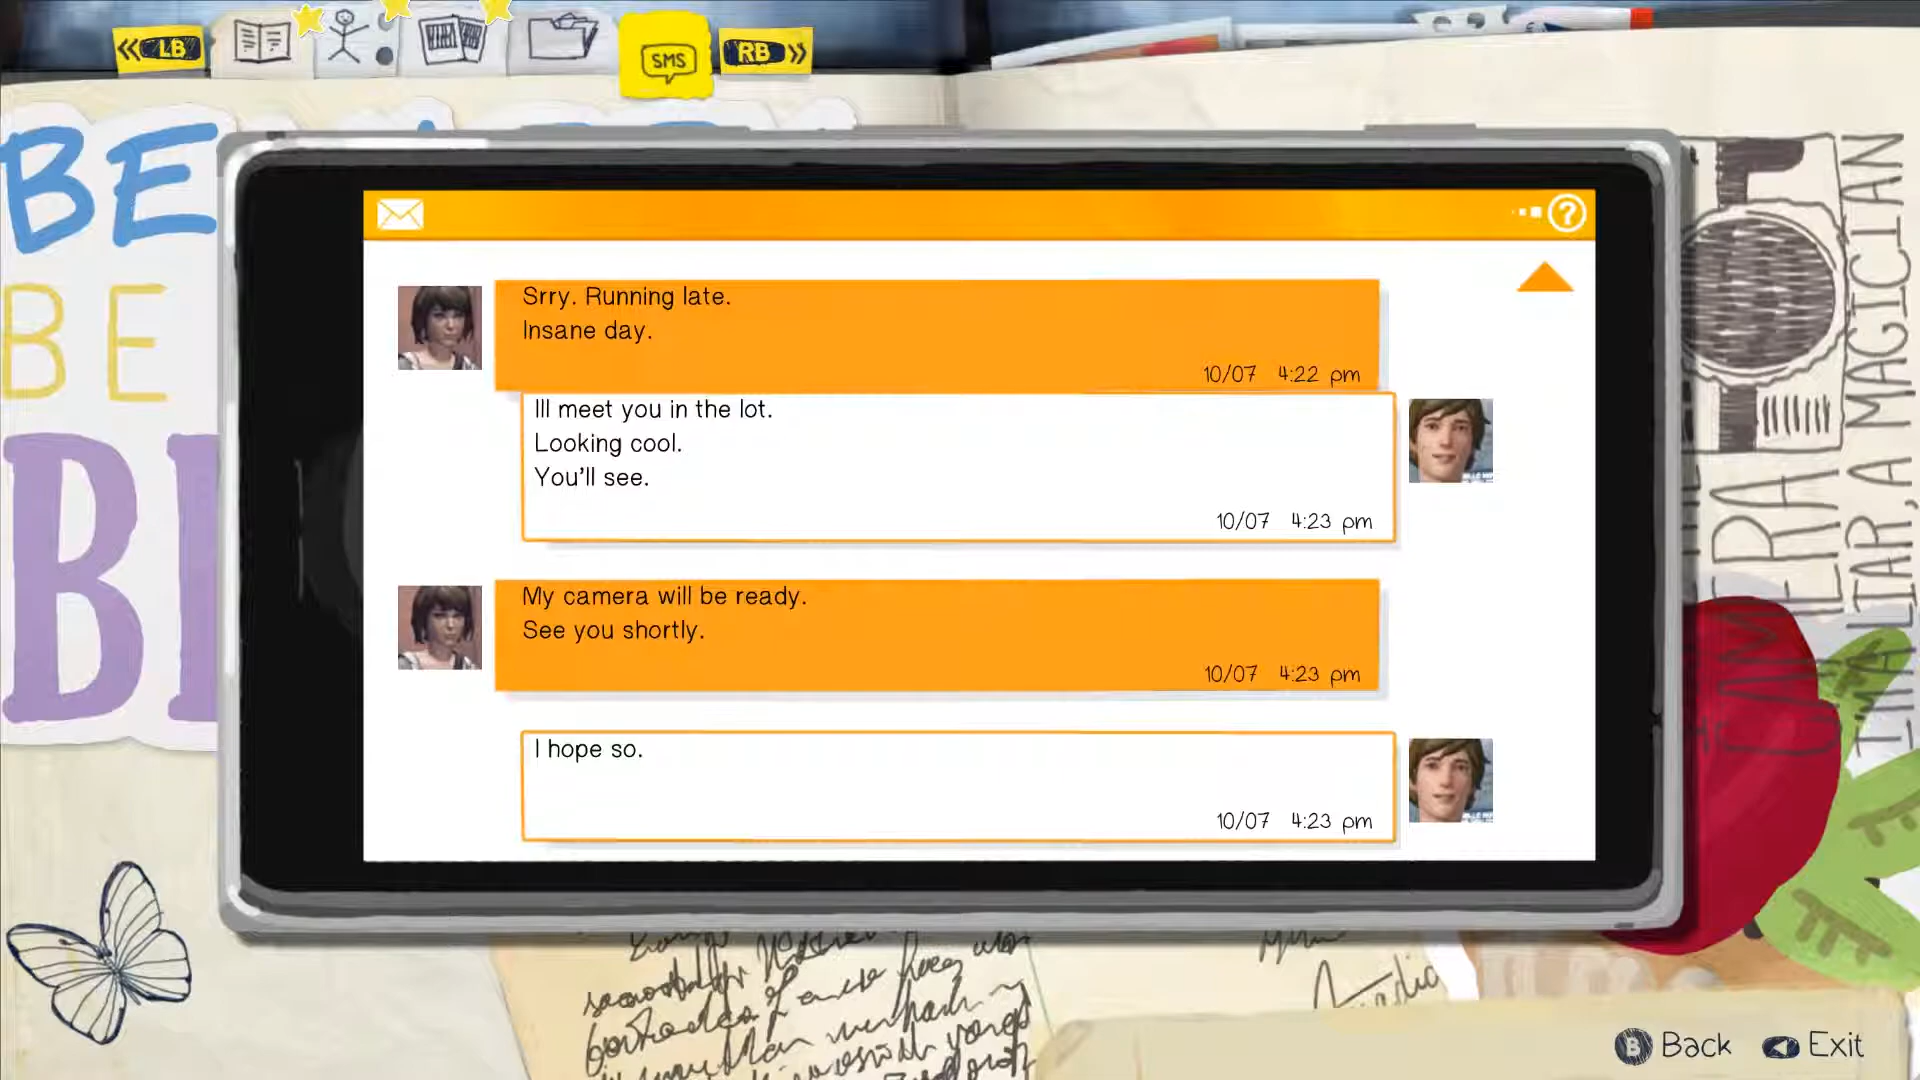 LB
SMS
RB
BE
BE
Srry. Running late.
Insane day.
10/07 4:22 pm
Ill meet you in the lot.
Looking cool.
You'll see.
10/07 4:23 pm
My camera will be ready.
See you shortly.
10/07 4:23 pm
I hope so.
10/07 4:23 pm
CAMERA
LIAR, A MAGICIAN
B Back
Exit